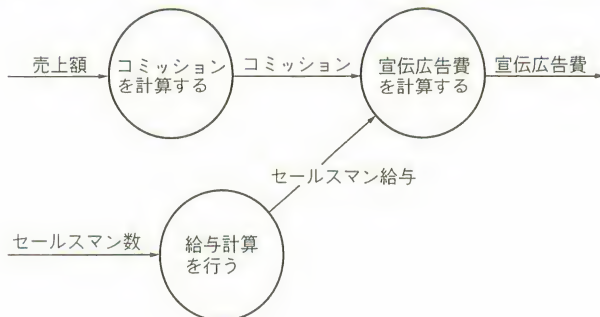 売上額
コミッション
を計算する
コミッション
宣伝広告費
を計算する
宣伝広告費
セールスマン給与
セールスマン数
給与計算
を行う